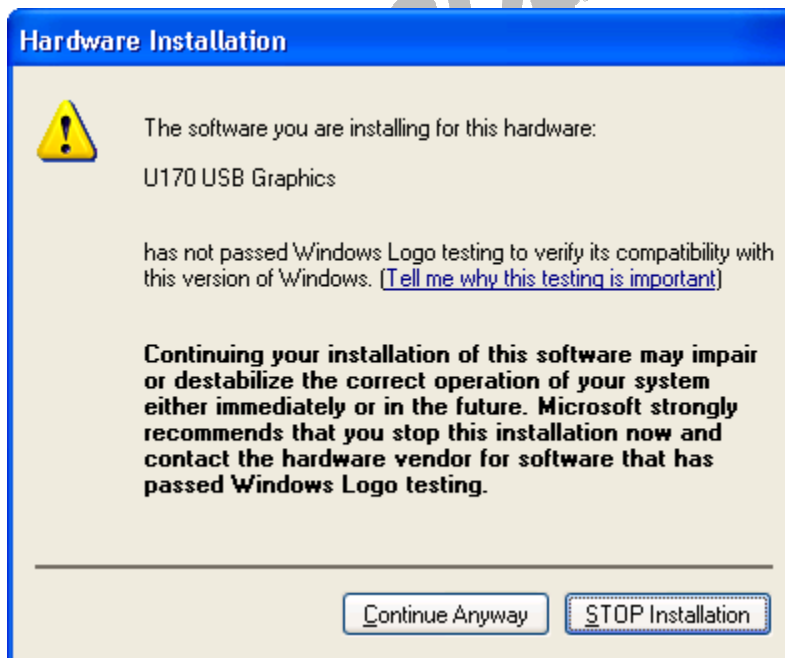 Hardware Installation
The software you are installing for this hardware:
U170 USB Graphics
has not passed Windows Logo testing to verify its compatibility with
this version of Windows. (Tell me why this testing is important)
Continuing your installation of this software may impair
or destabilize the correct operation of your system
either immediately or in the future. Microsoft strongly
recommends that you stop this installation now and
contact the hardware vendor for software that has
passed Windows Logo testing.
Continue Anyway
STOP Installation